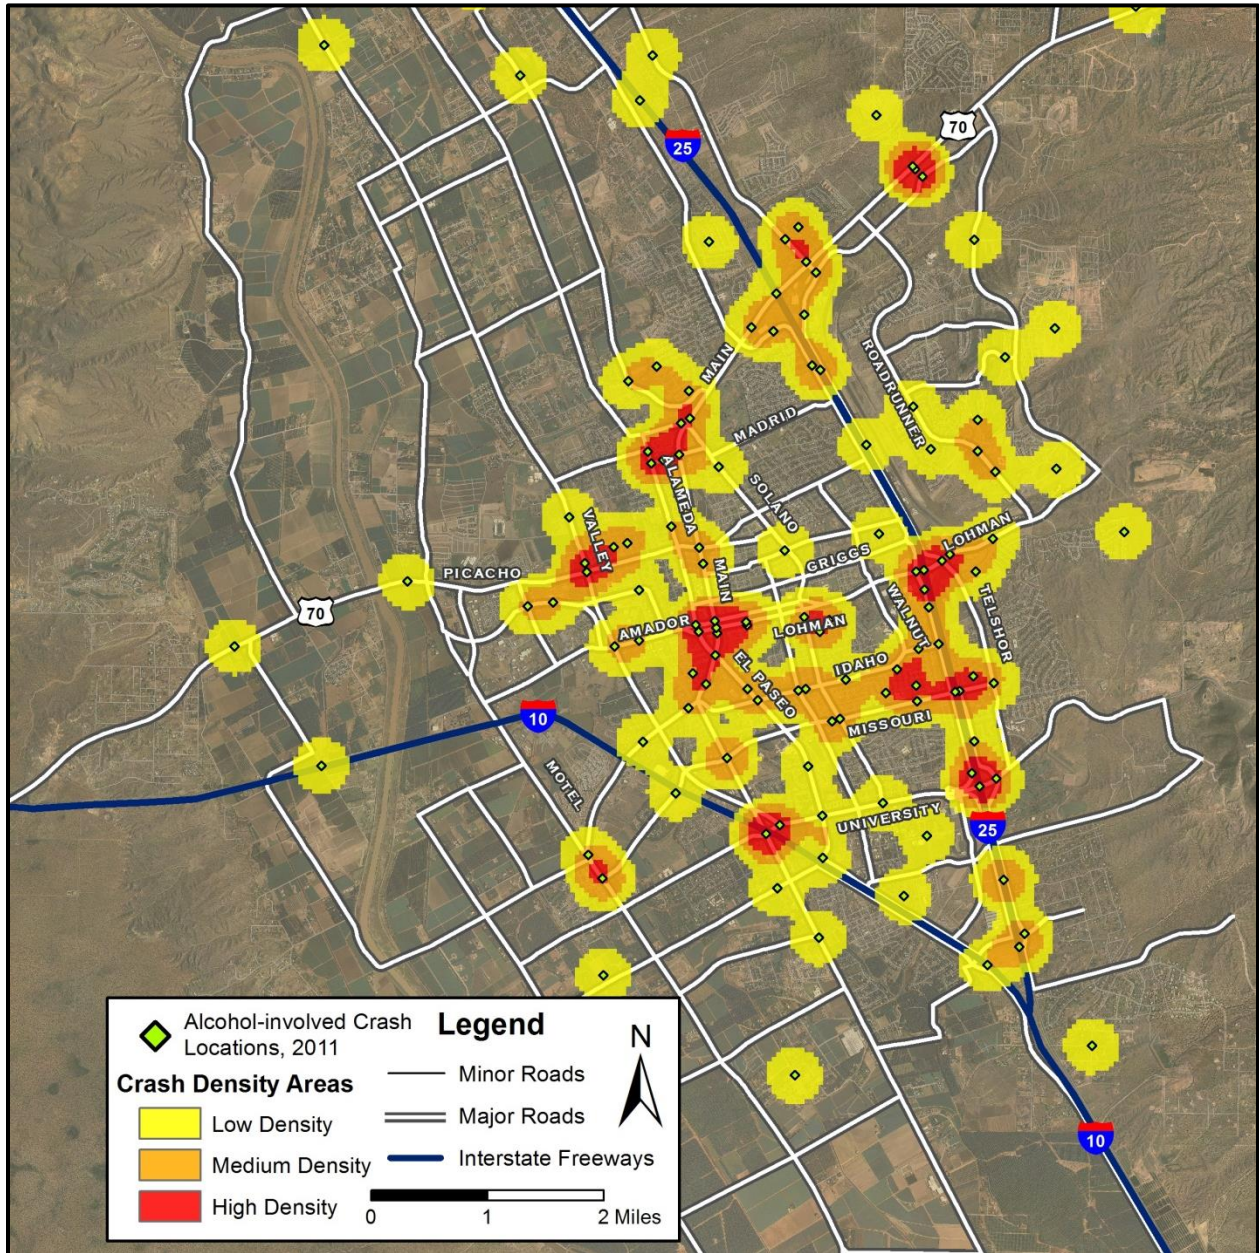 70
25
MAIN
ROADRUNNER
MADRID
ALAMEDA
SOLANO
VALLEY
LOHMAN
GRIGGS
PICACHO
MAIN
70
WALNUT
TELSHOR
AMADOR
LOHMAN
IDAHO
EL PASEO
MISSOURI
10
MOTEL
UNIVERSITY
25
Legend
Alcohol-involved Crash
Locations, 2011
Crash Density Areas
Low Density
Medium Density
High Density
Minor Roads
Major Roads
Interstate Freeways
N
0 1 2 Miles
10